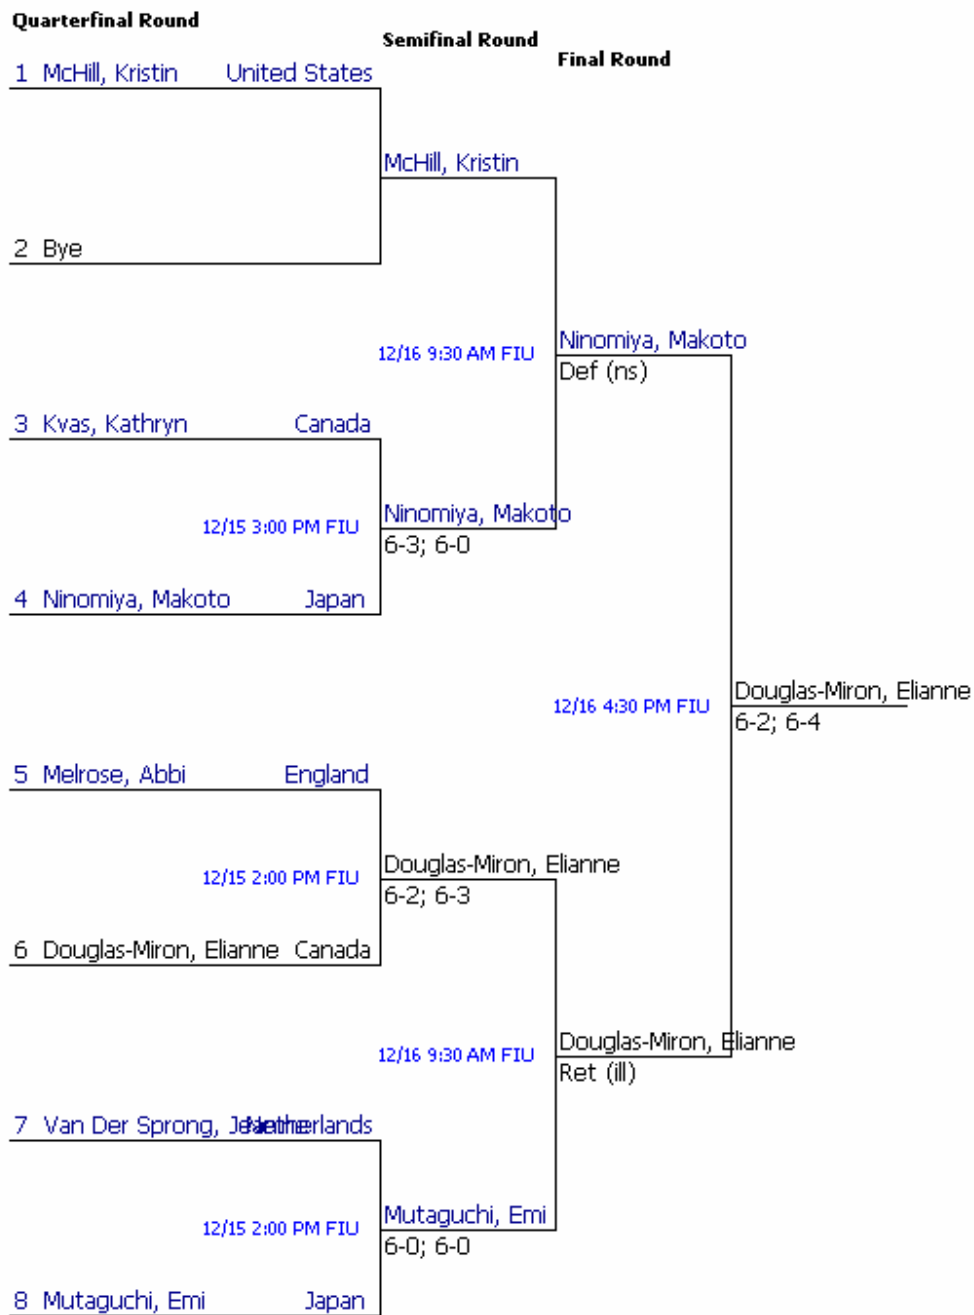 Quarterfinal Round
Semifinal Round
Final Round
1 McHill, Kristin United States
McHill, Kristin
2 Bye
12/16 9:30 AM FIU
Ninomiya, Makoto
Def (ns)
3 Kvas, Kathryn Canada
12/15 3:00 PM FIU
Ninomiya, Makoto
6-3; 6-0
4 Ninomiya, Makoto Japan
12/16 4:30 PM FIU
Douglas-Miron, Elianne
6-2; 6-4
5 Melrose, Abbi England
12/15 2:00 PM FIU
Douglas-Miron, Elianne
6-2; 6-3
6 Douglas-Miron, Elianne Canada
12/16 9:30 AM FIU
Douglas-Miron, Elianne
Ret (ill)
7 Van Der Sprong, Netherlands
12/15 2:00 PM FIU
Mutaguchi, Emi
6-0; 6-0
8 Mutaguchi, Emi Japan